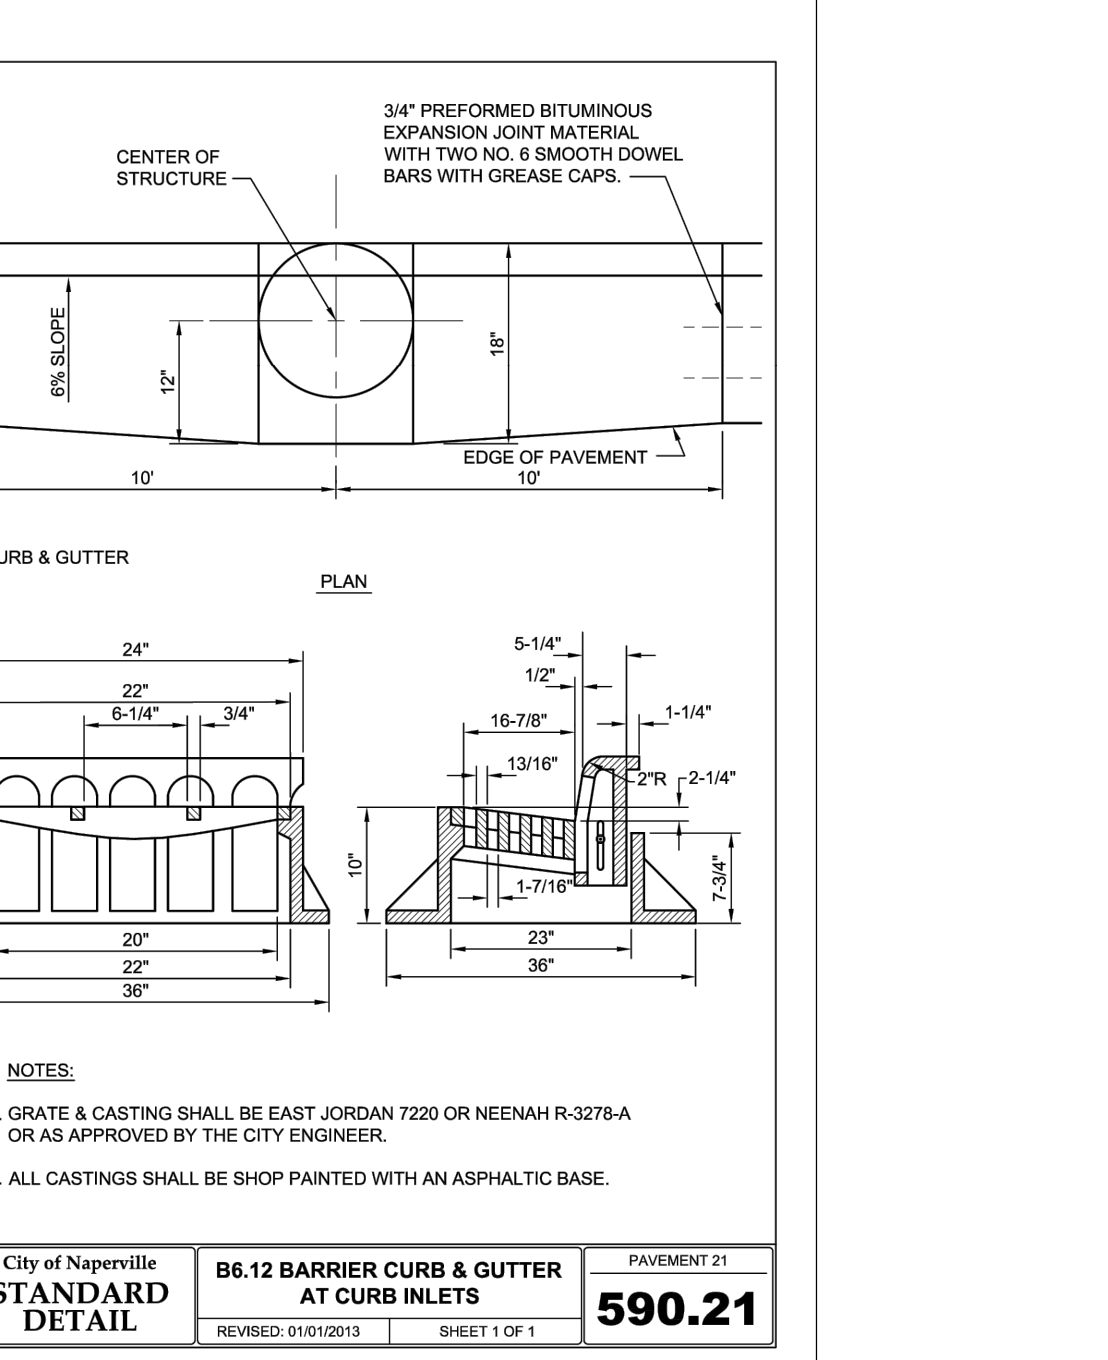 3/4" PREFORMED BITUMINOUS
EXPANSION JOINT MATERIAL
WITH TWO NO. 6 SMOOTH DOWEL
BARS WITH GREASE CAPS.
CENTER OF
STRUCTURE
6% SLOPE
12"
18"
EDGE OF PAVEMENT
10'
10'
URB & GUTTER
PLAN
24"
22"
6-1/4"
3/4"
20"
22"
36"
5-1/4"
1/2"
16-7/8"
1-1/4"
13/16"
2"R
2-1/4"
10"
1-7/16"
7-3/4"
23"
36"
NOTES:
. GRATE & CASTING SHALL BE EAST JORDAN 7220 OR NEENAH R-3278-A
OR AS APPROVED BY THE CITY ENGINEER.
. ALL CASTINGS SHALL BE SHOP PAINTED WITH AN ASPHALTIC BASE.
City of Naperville
STANDARD
DETAIL
B6.12 BARRIER CURB & GUTTER
AT CURB INLETS
REVISED: 01/01/2013
SHEET 1 OF 1
PAVEMENT 21
590.21